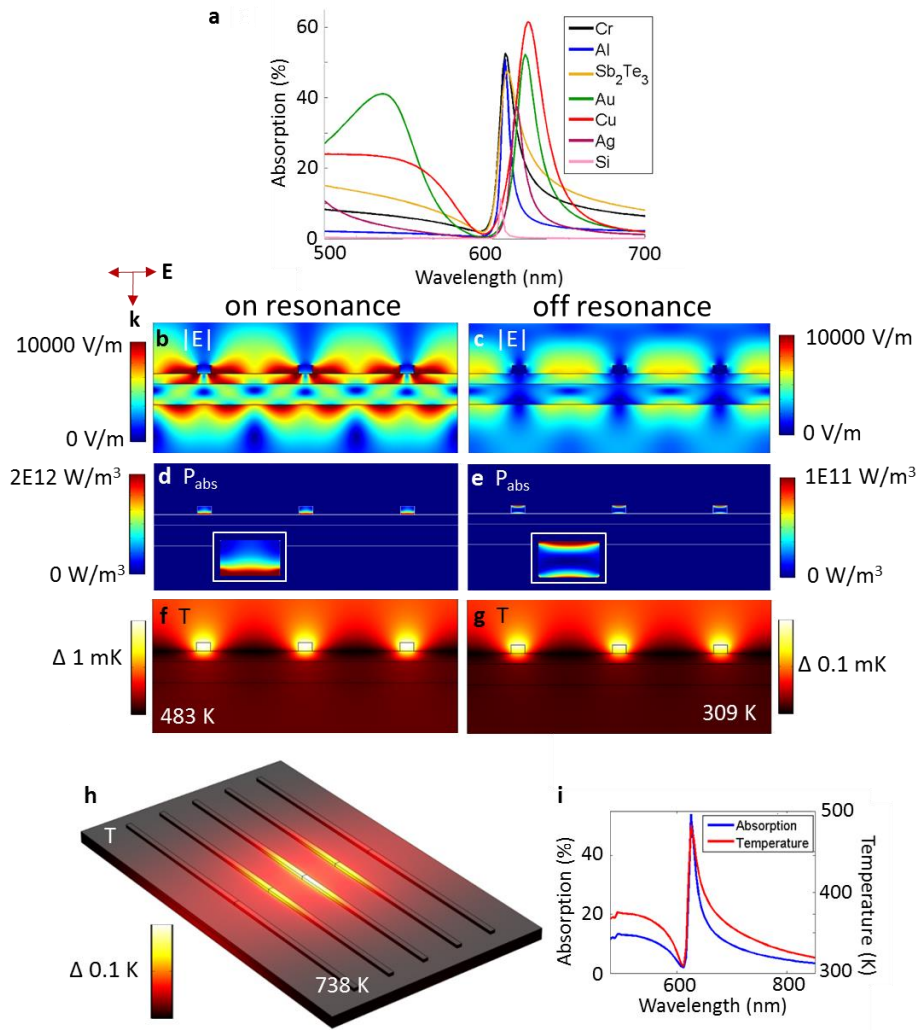 a
60
40
20
0
Absorption (%)
Cr
Al
Sb2Te3
Au
Cu
Ag
Si
500 600 700
Wavelength (nm)
E
k
on resonance off resonance
b |E| c |E|
10000 V/m 10000 V/m
0 V/m 0 V/m
d Pabs e Pabs
2E12 W/m³ 1E11 W/m³
0 W/m³ 0 W/m³
f T g T
Δ 1 mK Δ 0.1 mK
483 K 309 K
h
T
Δ 0.1 K
738 K
i
Absorption
Temperature
40
20
0
Absorption (%)
500
400
300
Temperature (K)
600 800
Wavelength (nm)